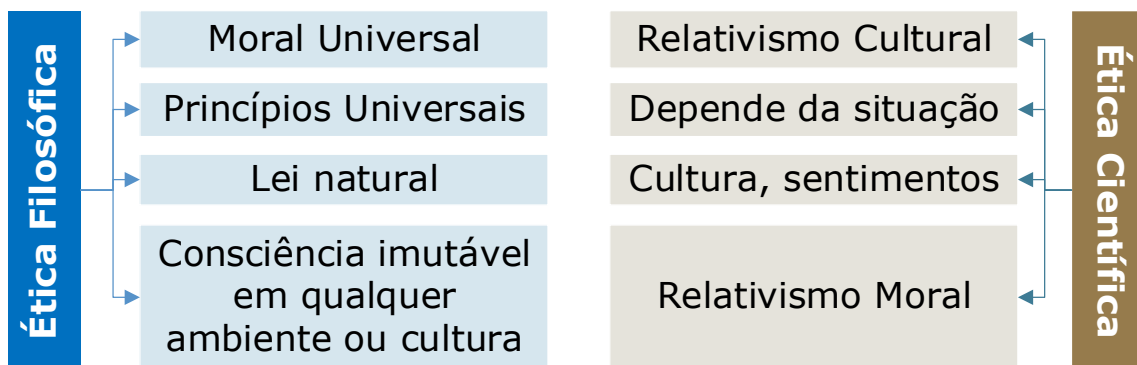 Ética Filosófica
Moral Universal
Princípios Universais
Lei natural
Consciência imutável
em qualquer
ambiente ou cultura
Relativismo Cultural
Depende da situação
Cultura, sentimentos
Relativismo Moral
Ética Científica